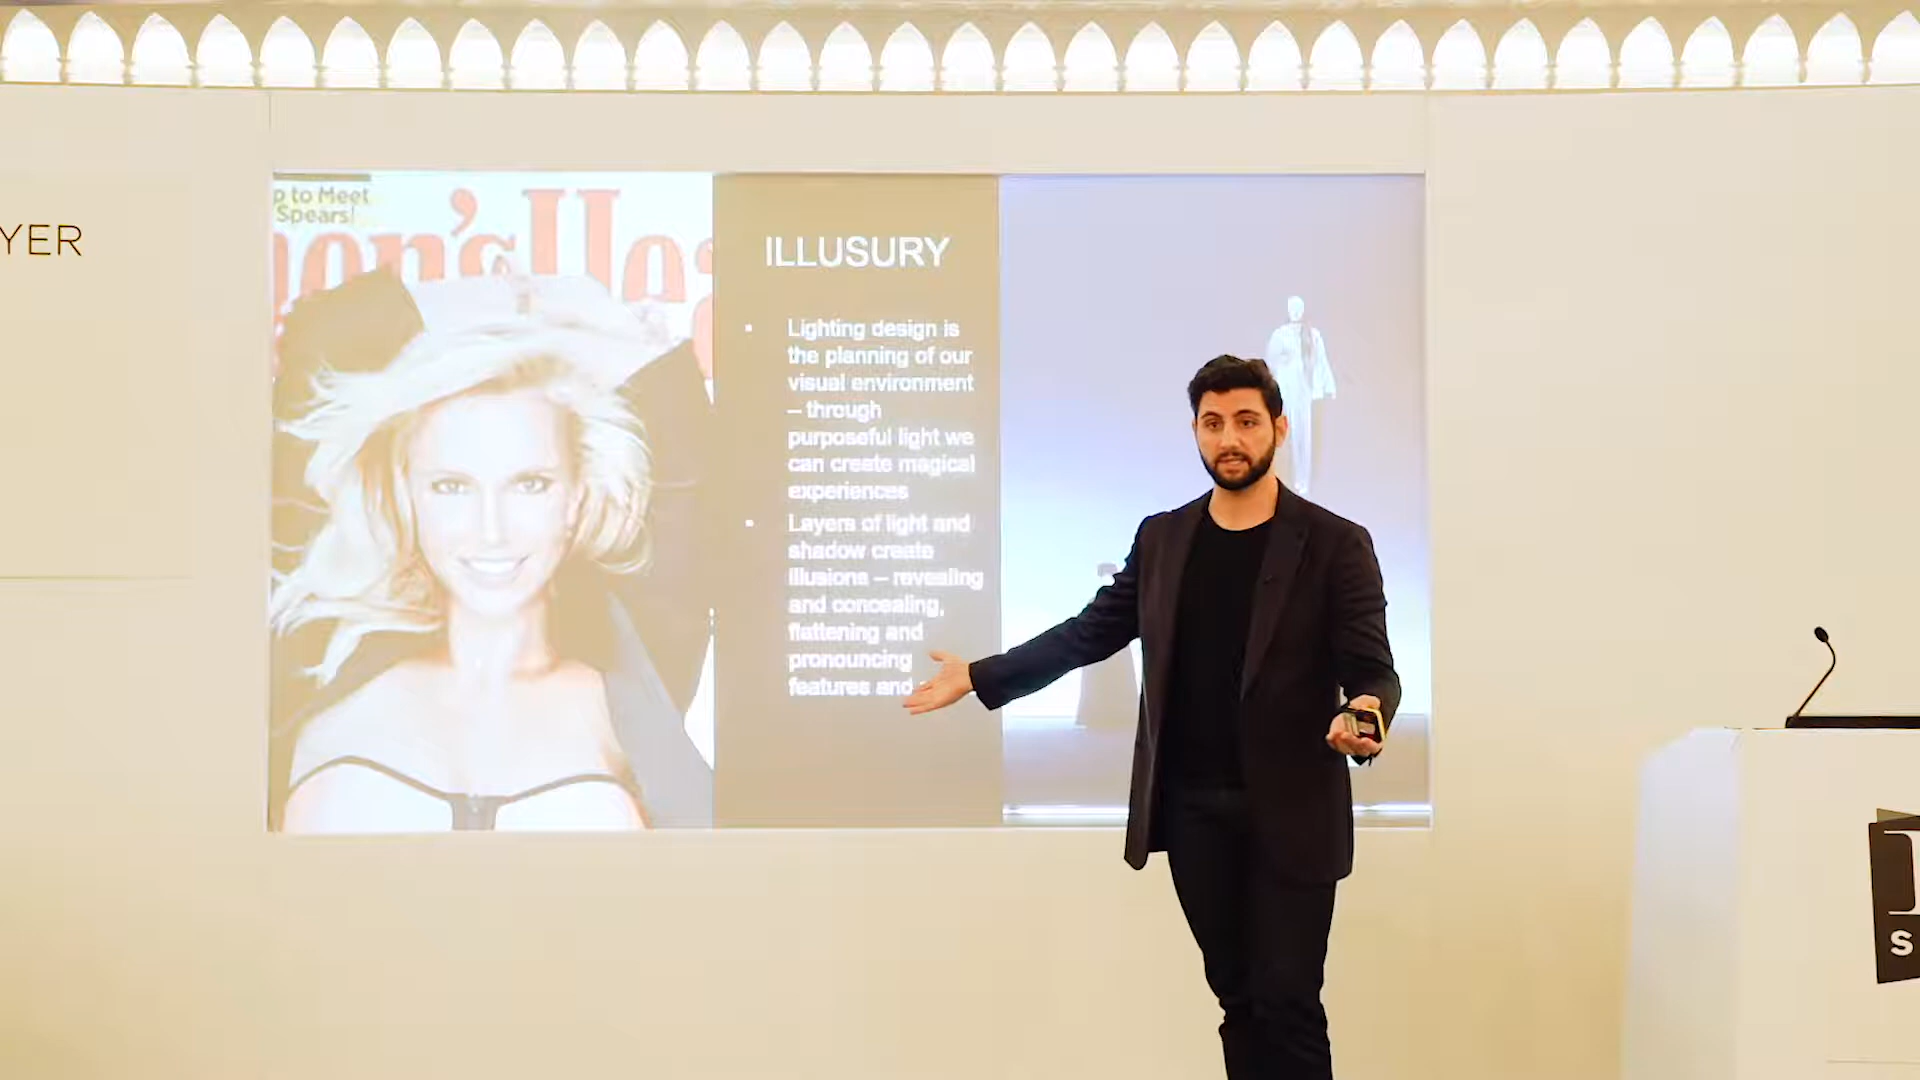 YER
p to Meet
Spears!
ILLUSURY
▪ Lighting design is
the planning of our
visual environment
– through
purposeful light we
can create magical
experiences
▪ Layers of light and
shadow create
illusions – revealing
and concealing,
flattening and
pronouncing
features and
S